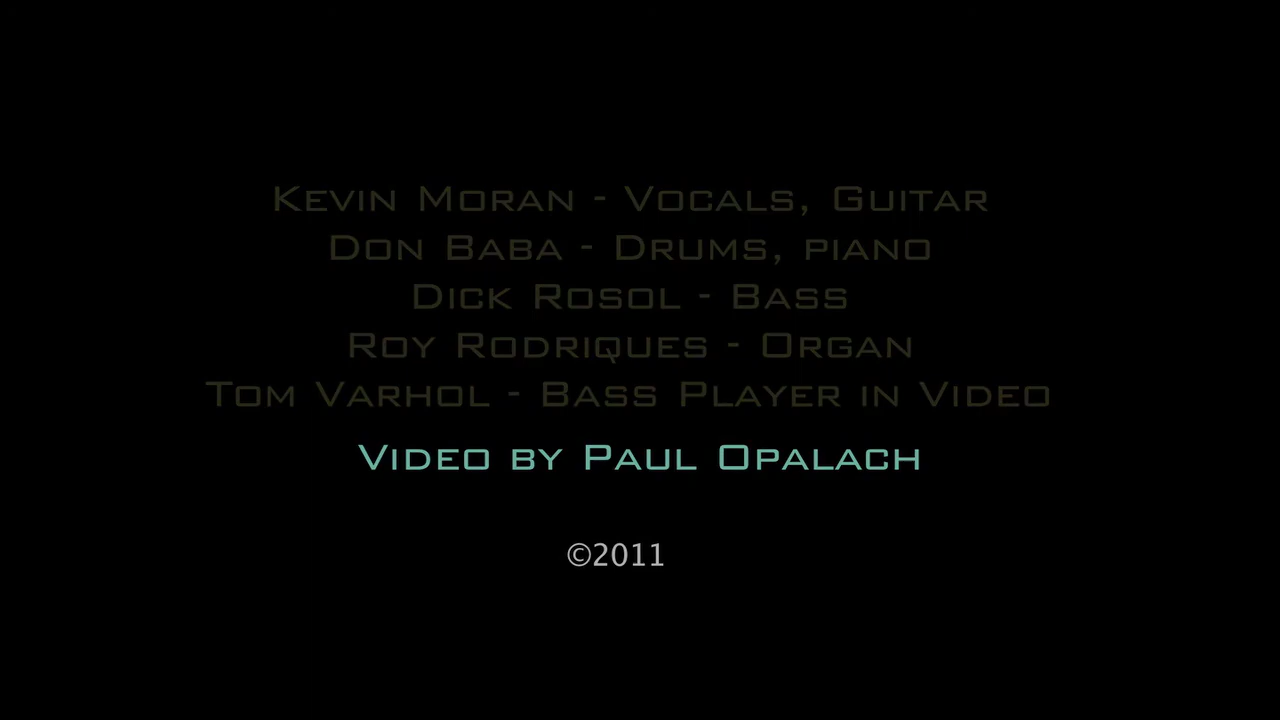 Kevin Moran - Vocals, Guitar
Don Baba - Drums, piano
Dick Rosol - Bass
Roy Rodriques - Organ
Tom Varhol - Bass Player in Video
Video by Paul Opalach
©2011